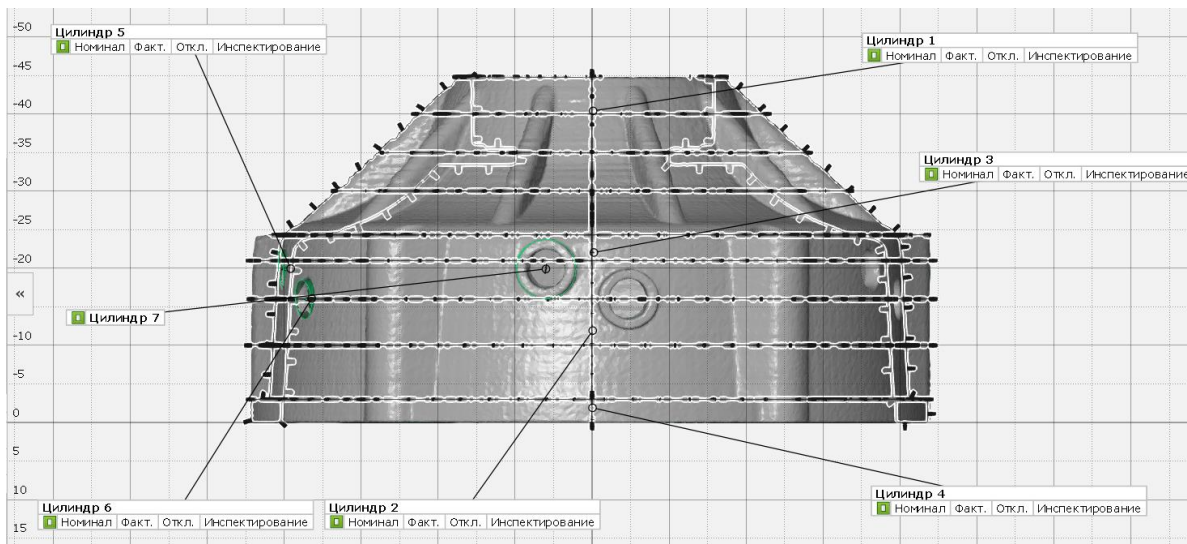 -50
Цилиндр 5
Номинал Факт. Откл. Инспектирование
Цилиндр 1
Номинал Факт. Откл. Инспектирование
-45
-40
-35
Цилиндр 3
Номинал Факт. Откл. Инспектирование
-30
-25
-20
«
Цилиндр 7
-15
-10
-5
0
5
10
Цилиндр 6
Номинал Факт. Откл. Инспектирование
Цилиндр 2
Номинал Факт. Откл. Инспектирование
Цилиндр 4
Номинал Факт. Откл. Инспектирование
15